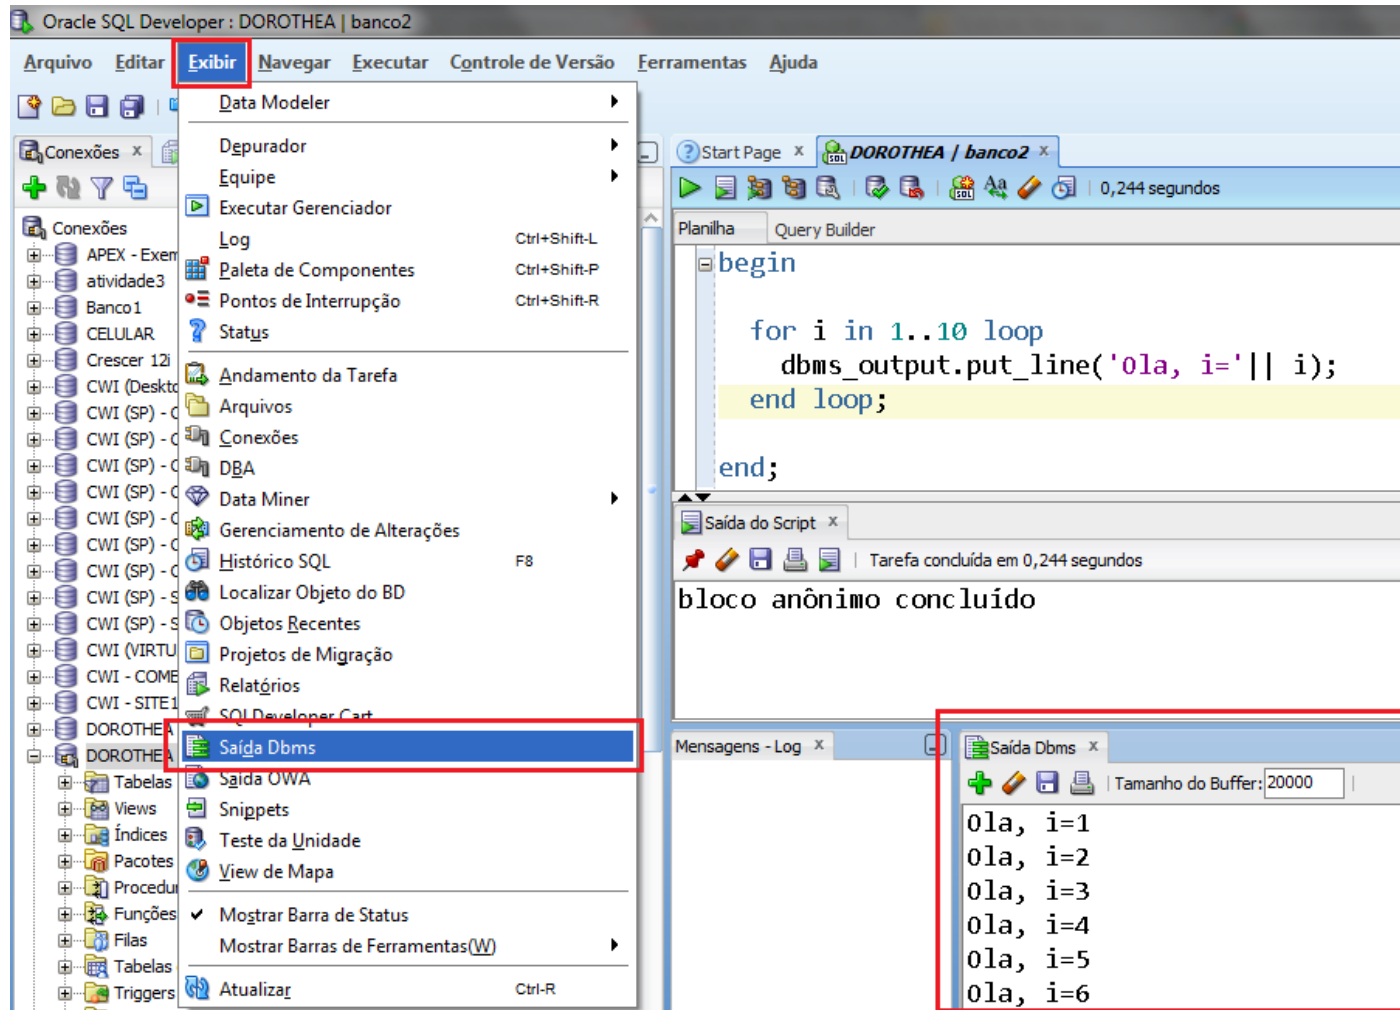 Oracle SQL Developer : DOROTHEA | banco2
Arquivo Editar Exibir Navegar Executar Controle de Versão Ferramentas Ajuda
Conexões
Conexões
APEX - Exem
atividade3
Banco1
CELULAR
Crescer 12i
CWI (Deskto
CWI (SP) - C
CWI (SP) - C
CWI (SP) - C
CWI (SP) - C
CWI (SP) - C
CWI (SP) - C
CWI (SP) - C
CWI (SP) - S
CWI (SP) - S
CWI (VIRTU
CWI - COME
CWI - SITE1
DOROTHEA
DOROTHEA
Tabelas
Views
Índices
Pacotes
Procedur
Funções
Filas
Tabelas
Triggers
Data Modeler
Depurador
Equipe
Executar Gerenciador
Log Ctrl+Shift-L
Paleta de Componentes Ctrl+Shift-P
Pontos de Interrupção Ctrl+Shift-R
Status
Andamento da Tarefa
Arquivos
Conexões
DBA
Data Miner
Gerenciamento de Alterações
Histórico SQL F8
Localizar Objeto do BD
Objetos Recentes
Projetos de Migração
Relatórios
SQLDeveloper Cart
Saída Dbms
Saída OWA
Snippets
Teste da Unidade
View de Mapa
Mostrar Barra de Status
Mostrar Barras de Ferramentas(W)
Atualizar Ctrl-R
Start Page DOROTHEA | banco2
0,244 segundos
Planilha Query Builder
begin
for i in 1..10 loop
dbms_output.put_line('Ola, i='|| i);
end loop;
end;
Saída do Script
Tarefa concluída em 0,244 segundos
bloco anônimo concluído
Mensagens - Log
Saída Dbms
Tamanho do Buffer: 20000
Ola, i=1
Ola, i=2
Ola, i=3
Ola, i=4
Ola, i=5
Ola, i=6